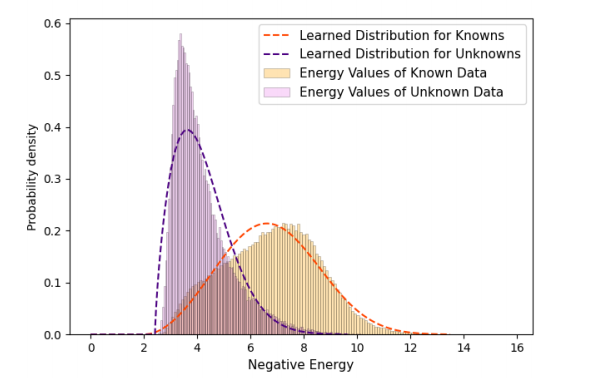 0.6
0.5
0.4
0.3
0.2
0.1
0.0
Probability density
Learned Distribution for Knowns
Learned Distribution for Unknowns
Energy Values of Known Data
Energy Values of Unknown Data
0 2 4 6 8 10 12 14 16
Negative Energy